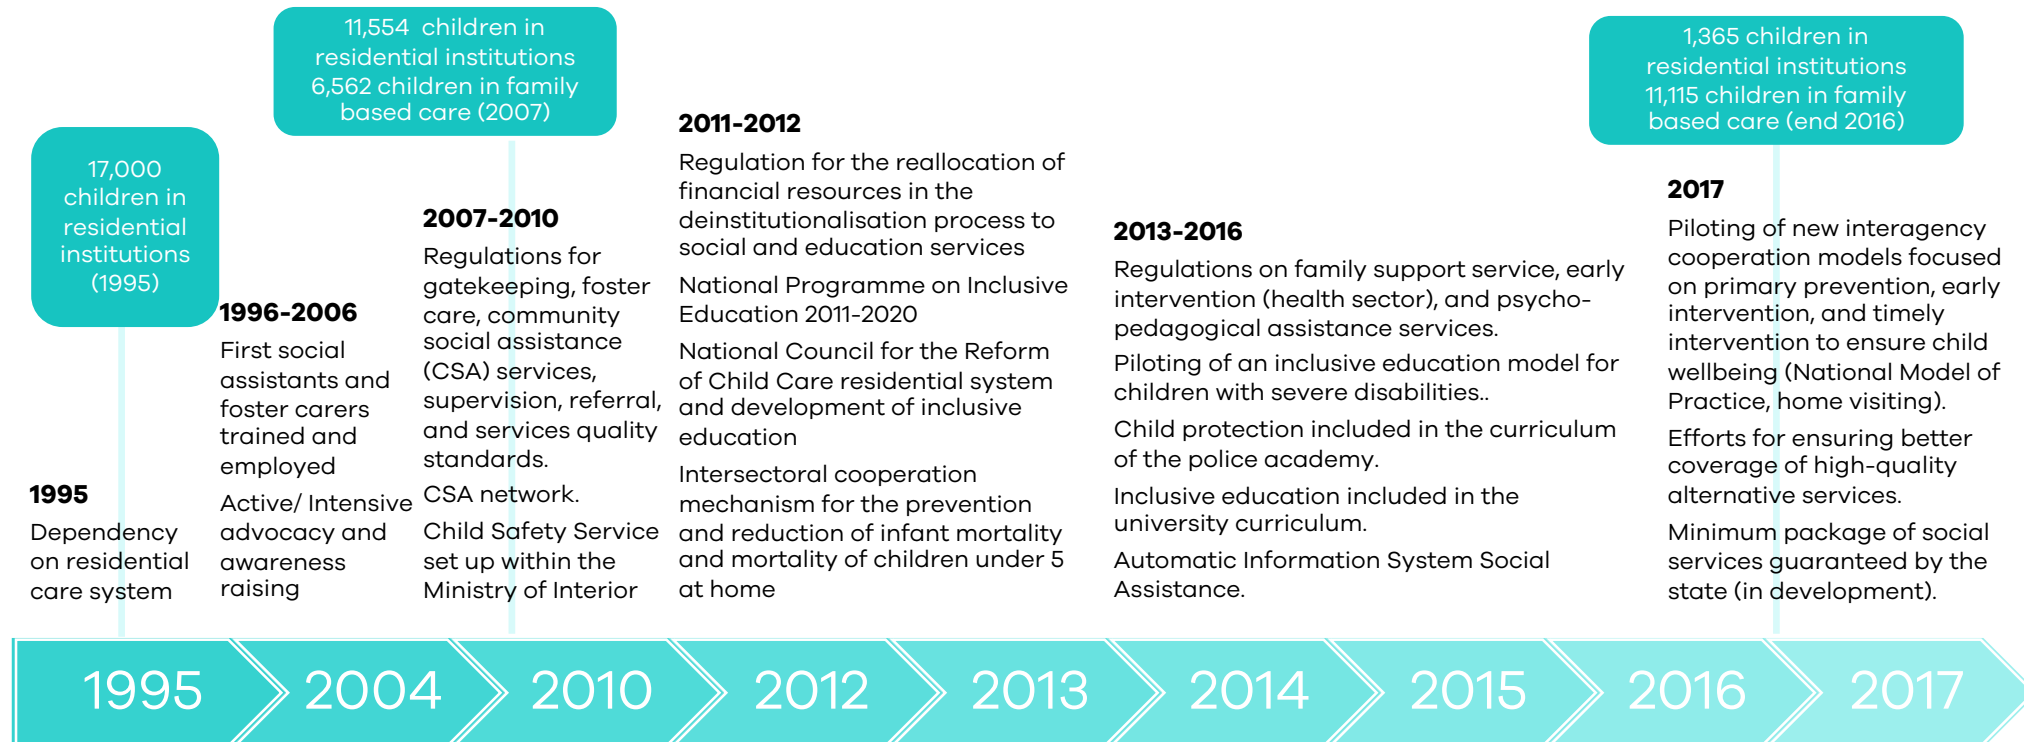 17,000
children in
residential
institutions
(1995)
1995
Dependency
on residential
care system
1996-2006
First social
assistants and
foster carers
trained and
employed
Active/ Intensive
advocacy and
awareness
raising
11,554  children in
residential institutions
6,562 children in family
based care (2007)
2007-2010
Regulations for
gatekeeping, foster
care, community
social assistance
(CSA) services,
supervision, referral,
and services quality
standards.
CSA network.
Child Safety Service
set up within the
Ministry of Interior
2011-2012
Regulation for the reallocation of
financial resources in the
deinstitutionalisation process to
social and education services
National Programme on Inclusive
Education 2011-2020
National Council for the Reform
of Child Care residential system
and development of inclusive
education
Intersectoral cooperation
mechanism for the prevention
and reduction of infant mortality
and mortality of children under 5
at home
2013-2016
Regulations on family support service, early
intervention (health sector), and psycho-
pedagogical assistance services.
Piloting of an inclusive education model for
children with severe disabilities..
Child protection included in the curriculum
of the police academy.
Inclusive education included in the
university curriculum.
Automatic Information System Social
Assistance.
1,365 children in
residential institutions
11,115 children in family
based care (end 2016)
2017
Piloting of new interagency
cooperation models focused
on primary prevention, early
intervention, and timely
intervention to ensure child
wellbeing (National Model of
Practice, home visiting).
Efforts for ensuring better
coverage of high-quality
alternative services.
Minimum package of social
services guaranteed by the
state (in development).
1995
2004
2010
2012
2013
2014
2015
2016
2017